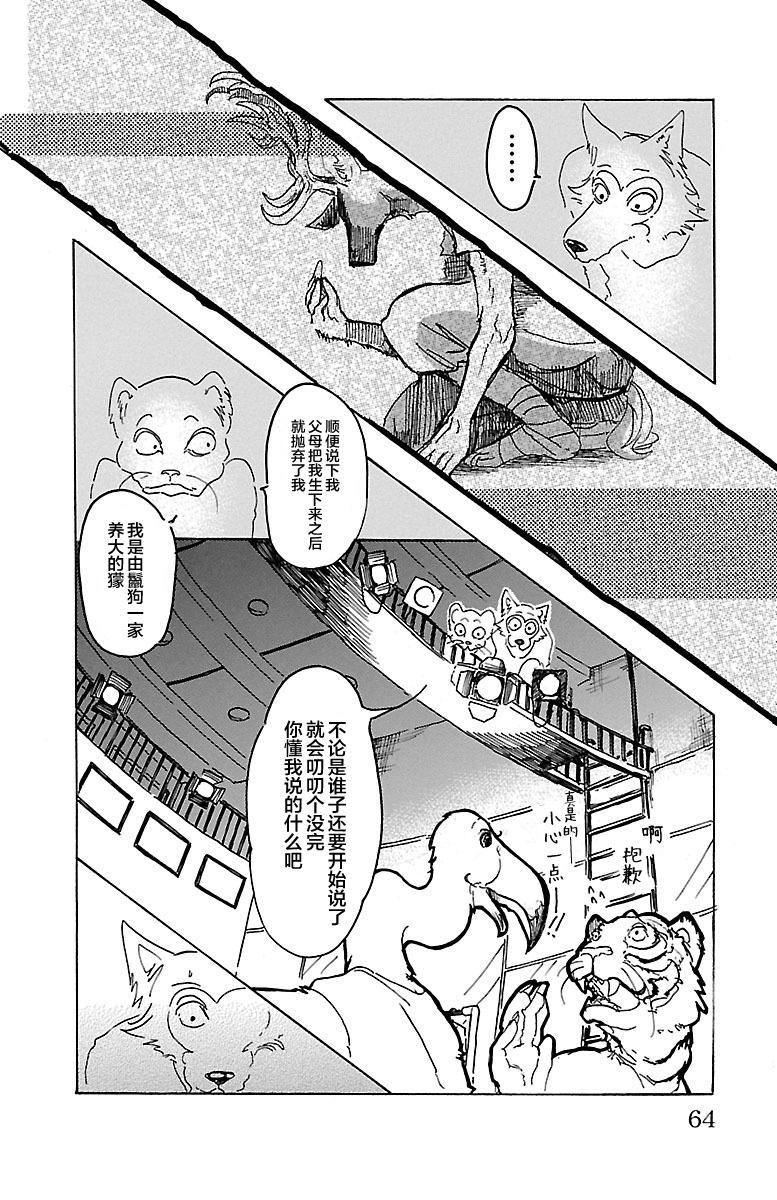 ……
顺便说下我
父母把我生下来之后
就抛弃了我
我是由鬣狗一家
养大的獴
不论是谁子还要开始说了
就会叨叨个没完
你懂我说的什么吧
啊
抱歉
真是的——
小心一点——
64